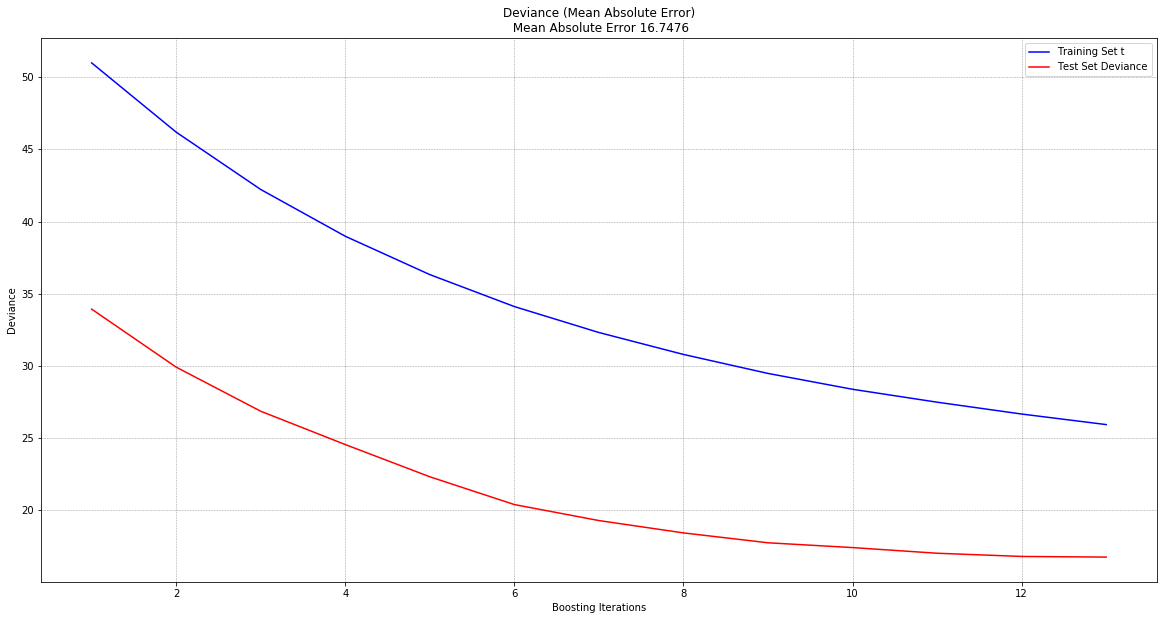 Deviance (Mean Absolute Error)
Mean Absolute Error 16.7476
Training Set t
Test Set Deviance
50
45
40
35
30
25
20
Deviance
2 4 6 8 10 12
Boosting Iterations